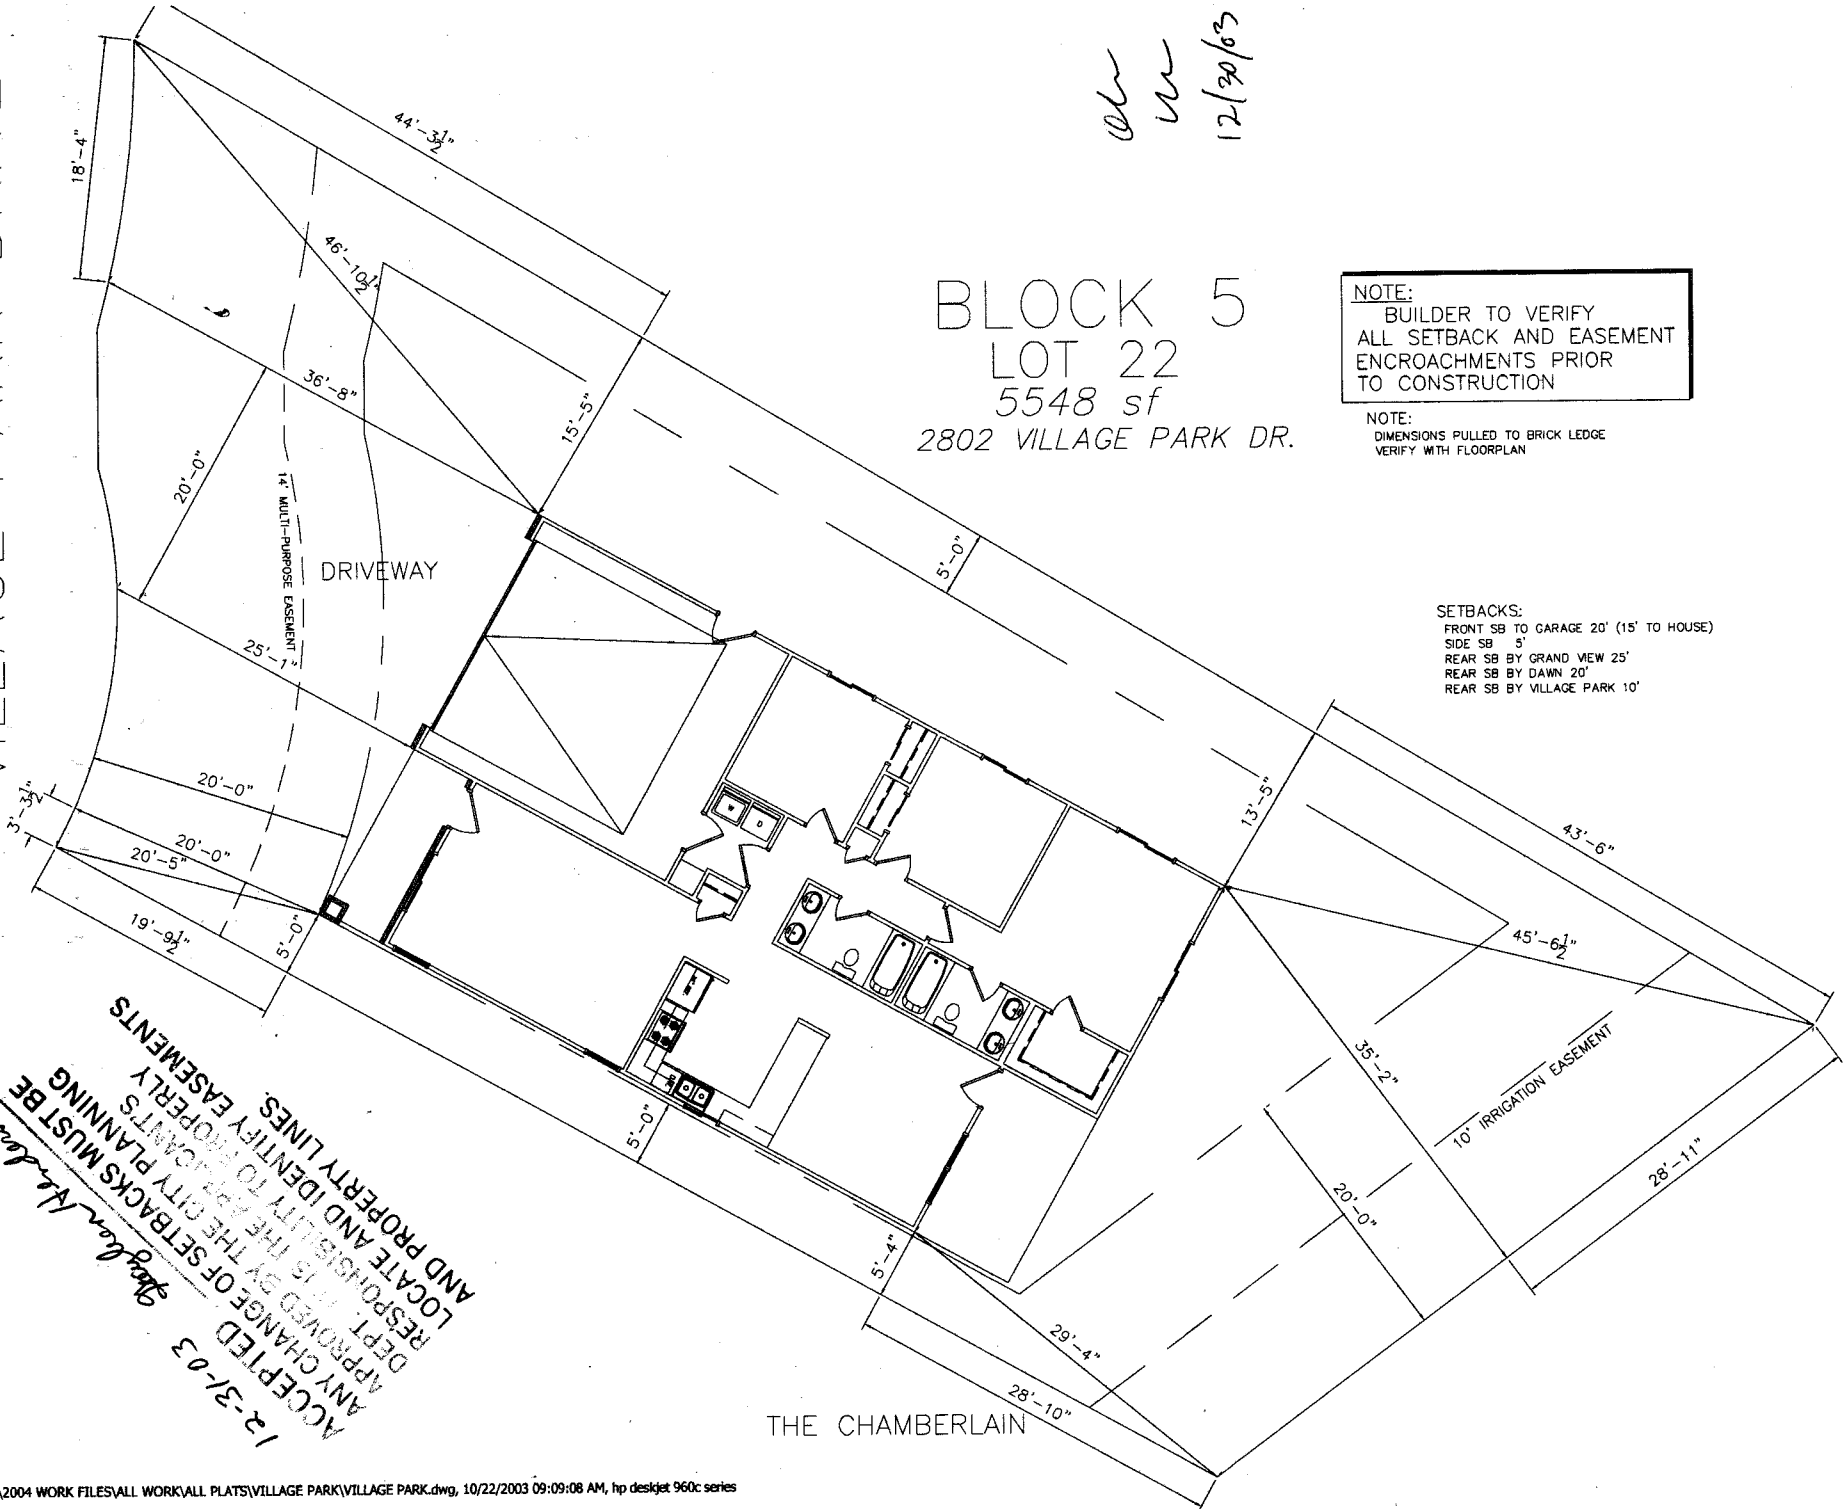 12/30/03
44'-3½"
18'-4"
46'-10½"
36'-8"
15'-5"
20'-0"
14' MULTI-PURPOSE EASEMENT
DRIVEWAY
25'-1"
5'-0"
BLOCK 5
LOT 22
5548 sf
2802 VILLAGE PARK DR.
NOTE:
BUILDER TO VERIFY
ALL SETBACK AND EASEMENT
ENCROACHMENTS PRIOR
TO CONSTRUCTION
NOTE:
DIMENSIONS PULLED TO BRICK LEDGE
VERIFY WITH FLOORPLAN
SETBACKS:
FRONT SB TO GARAGE 20' (15' TO HOUSE)
SIDE SB 5'
REAR SB BY GRAND VIEW 25'
REAR SB BY DAWN 20'
REAR SB BY VILLAGE PARK 10'
20'-0"
3'-3½"
20'-0"
20'-5"
19'-9½"
5'-0"
W
D
13'-5"
43'-6"
45'-6½"
35'-2"
10' IRRIGATION EASEMENT
28'-11"
20'-0"
5'-0"
5'-4"
29'-4"
28'-10"
THE CHAMBERLAIN
12-31-03
ACCEPTED
ANY CHANGE OF SETBACKS MUST BE
APPROVED BY THE CITY PLANNING
DEPT. IT IS THE APPLICANT'S
RESPONSIBILITY TO PROPERLY
LOCATE AND IDENTIFY EASEMENTS
AND PROPERTY LINES.
\2004 WORK FILES\ALL WORK\ALL PLATS\VILLAGE PARK\VILLAGE PARK.dwg, 10/22/2003 09:09:08 AM, hp deskjet 960c series